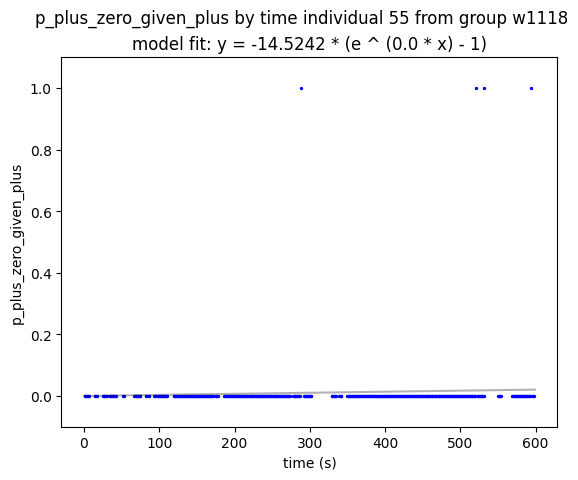 p_plus_zero_given_plus by time individual 55 from group w1118
model fit: y = -14.5242 * (e ^ (0.0 * x) - 1)
p_plus_zero_given_plus
1.0
0.8
0.6
0.4
0.2
0.0
0 100 200 300 400 500 600
time (s)